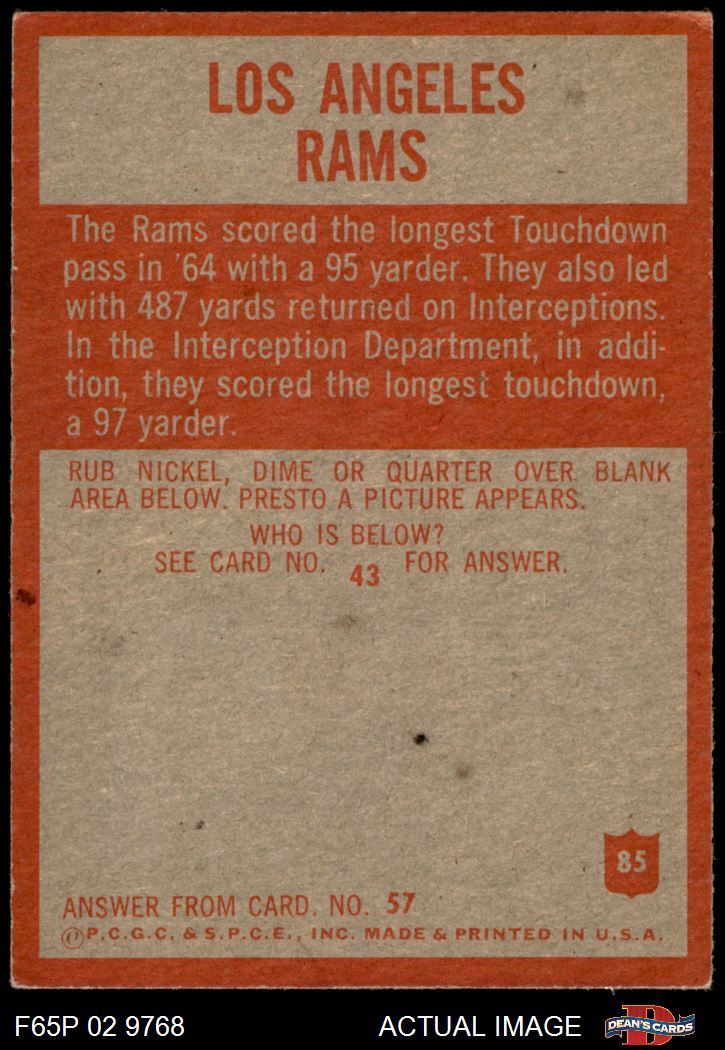 LOS ANGELES
RAMS
The Rams scored the longest Touchdown
pass in '64 with a 95 yarder. They also led
with 487 yards returned on Interceptions.
In the Interception Department, in addi-
tion, they scored the longest touchdown,
a 97 yarder.
RUB NICKEL, DIME OR QUARTER OVER BLANK
AREA BELOW. PRESTO A PICTURE APPEARS.
WHO IS BELOW?
SEE CARD NO. 43 FOR ANSWER.
85
ANSWER FROM CARD. NO. 57
©P.C.G.C. & S.P.C.E., INC. MADE & PRINTED IN U.S.A.
F65P 02 9768 ACTUAL IMAGE
D
DEAN'S CARDS